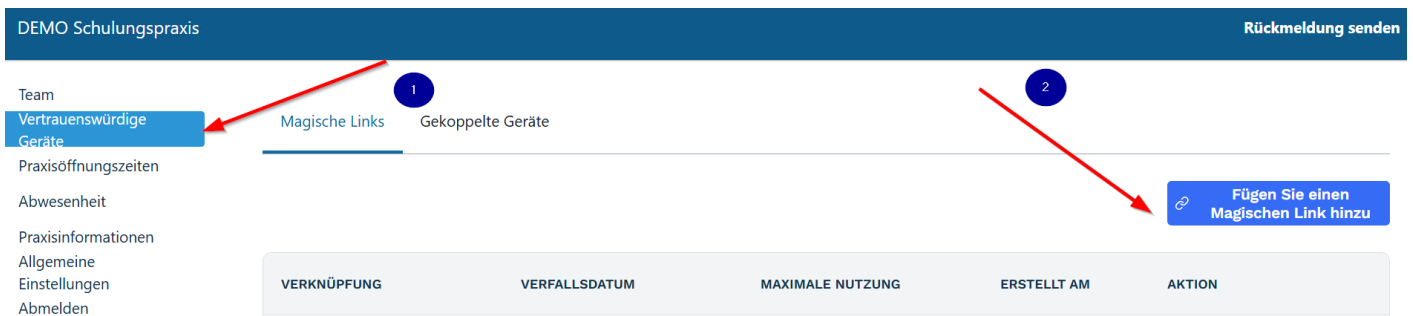 DEMO Schulungspraxis
Rückmeldung senden
Team
Vertrauenswürdige
Geräte
Praxisöffnungszeiten
Abwesenheit
Praxisinformationen
Allgemeine
Einstellungen
Abmelden
1
2
Magische Links
Gekoppelte Geräte
Fügen Sie einen
Magischen Link hinzu
VERKNÜPFUNG VERFALLSDATUM MAXIMALE NUTZUNG ERSTELLT AM AKTION